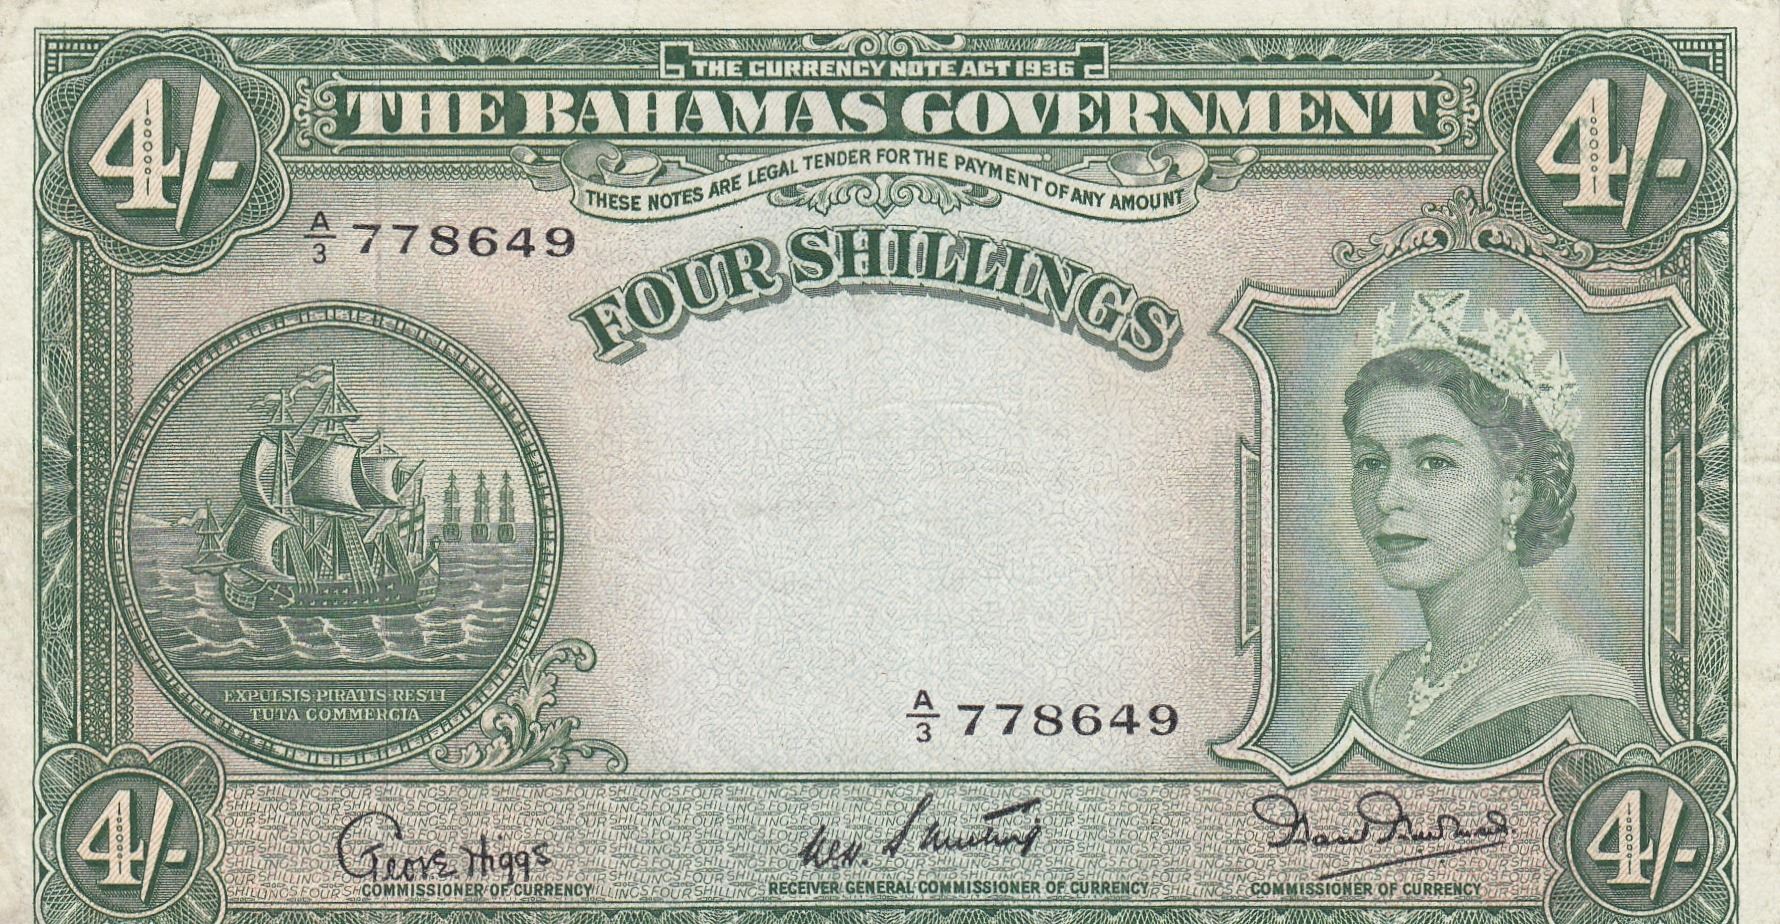 THE CURRENCY NOTE ACT 1936
4/- THE BAHAMAS GOVERNMENT 4/-
THESE NOTES ARE LEGAL TENDER FOR THE PAYMENT OF ANY AMOUNT
A/3 778649
FOUR SHILLINGS
EXPULSIS PIRATIS RESTI
TUTA COMMERCIA
A/3 778649
4/- 4/-
Geo W. Higgs
COMMISSIONER OF CURRENCY RECEIVER GENERAL COMMISSIONER OF CURRENCY COMMISSIONER OF CURRENCY